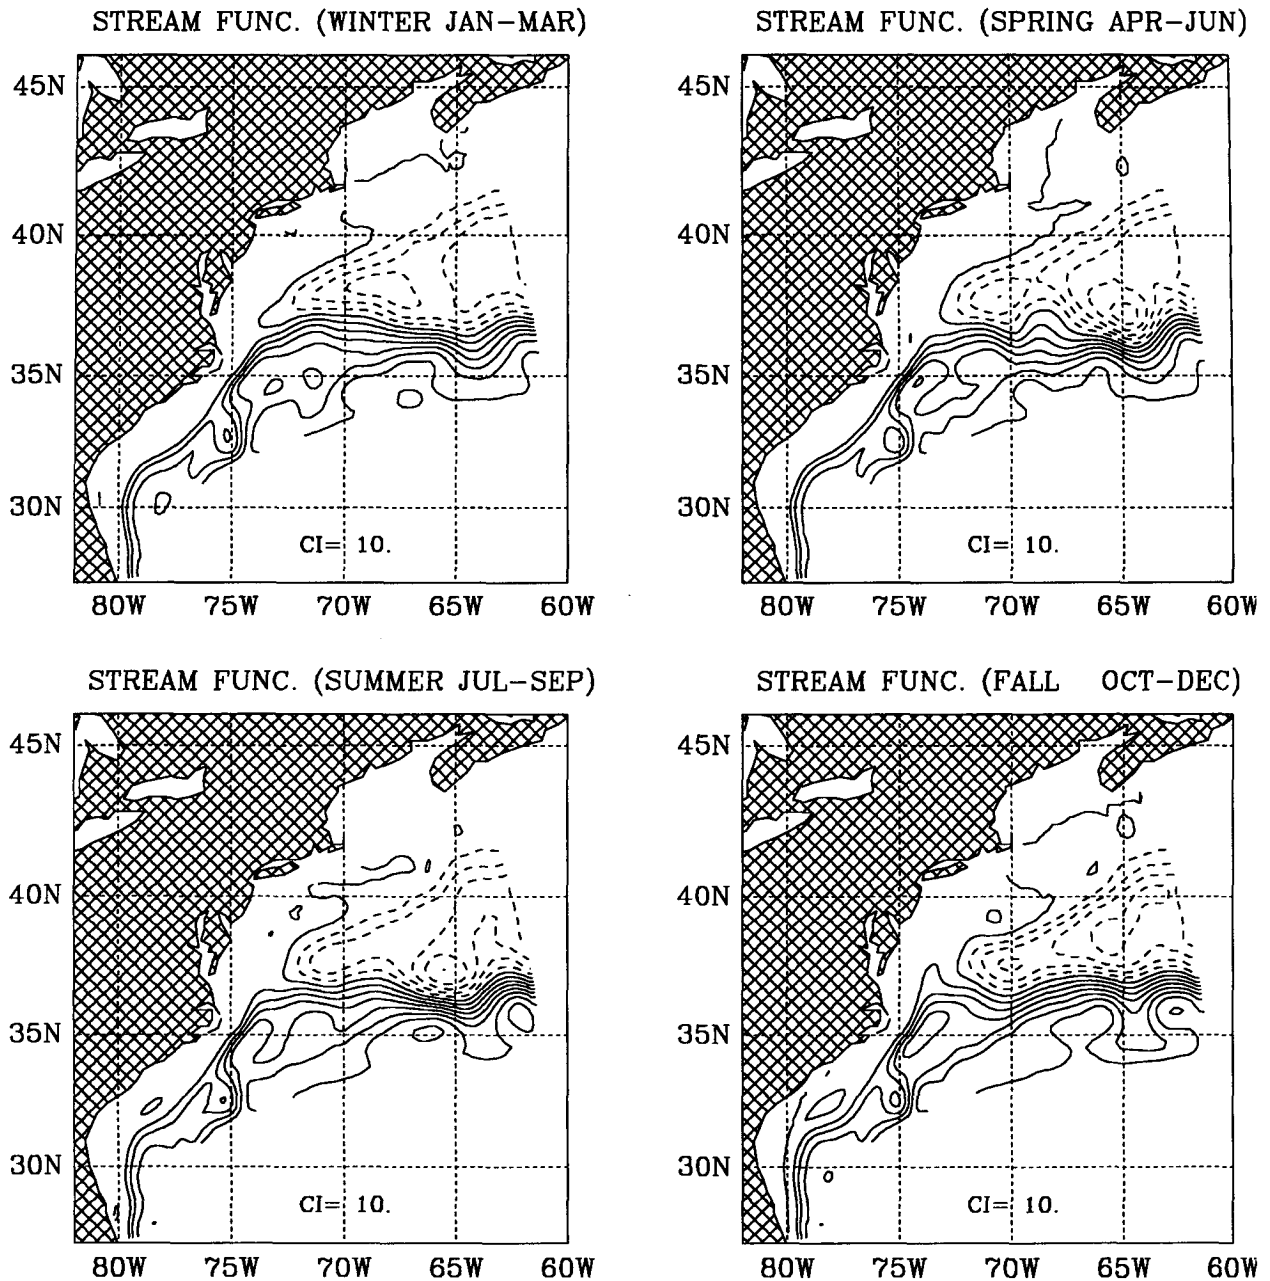 STREAM FUNC. (WINTER JAN-MAR)
45N
40N
35N
30N
CI= 10.
80W 75W 70W 65W 60W
STREAM FUNC. (SPRING APR-JUN)
45N
40N
35N
30N
CI= 10.
80W 75W 70W 65W 60W
STREAM FUNC. (SUMMER JUL-SEP)
45N
40N
35N
30N
CI= 10.
80W 75W 70W 65W 60W
STREAM FUNC. (FALL OCT-DEC)
45N
40N
35N
30N
CI= 10.
80W 75W 70W 65W 60W